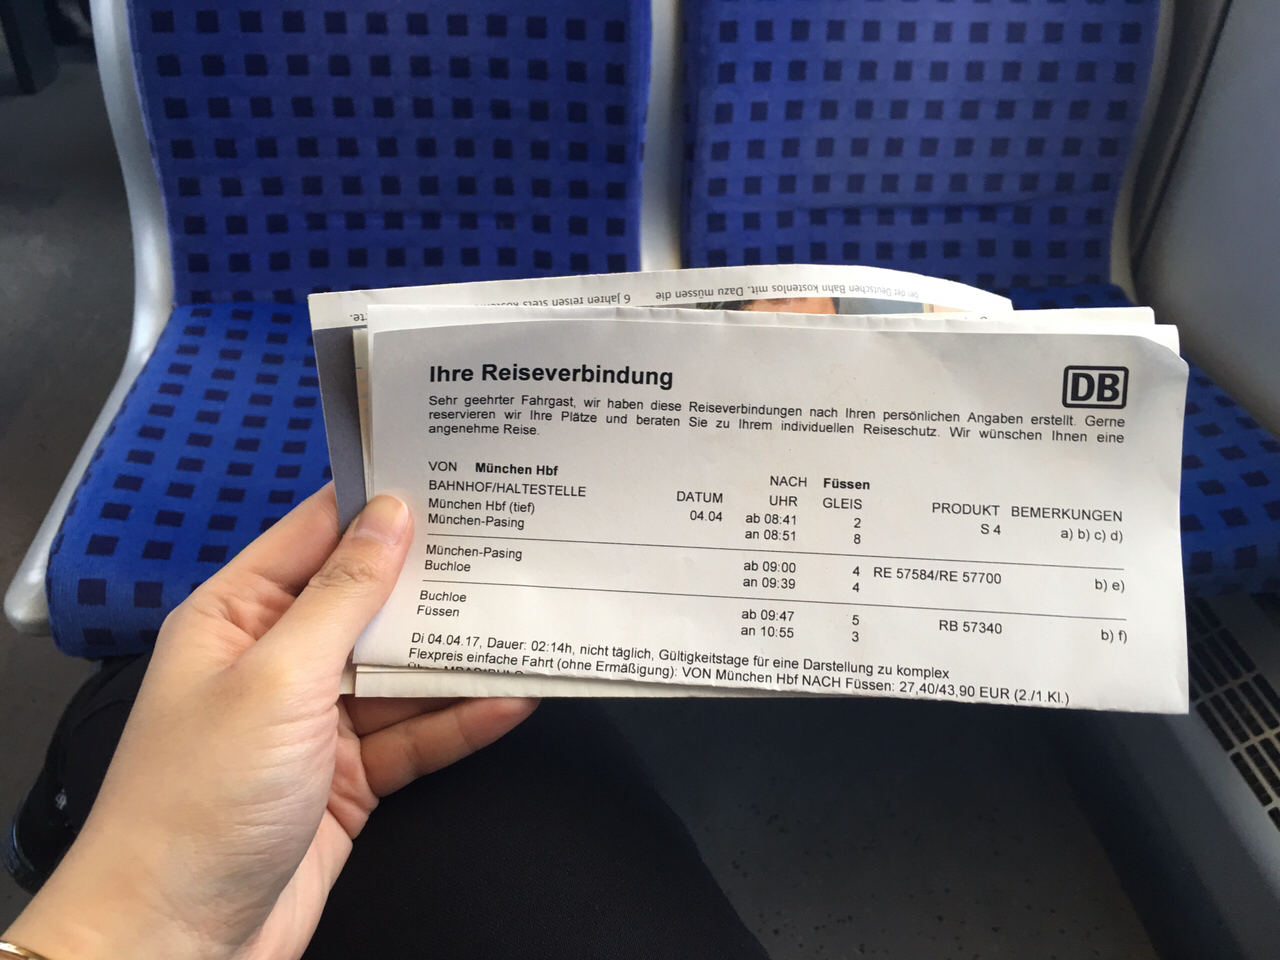 ber der Deutschen Bahn kostenlos mit. Dazu müssen die
6 Jahren reisen stets
Ihre Reiseverbindung
DB
Sehr geehrter Fahrgast, wir haben diese Reiseverbindungen nach Ihren persönlichen Angaben erstellt. Gerne
reservieren wir Ihre Plätze und beraten Sie zu Ihrem individuellen Reiseschutz. Wir wünschen Ihnen eine
angenehme Reise.
VON München Hbf NACH Füssen
BAHNHOF/HALTESTELLE DATUM UHR GLEIS PRODUKT BEMERKUNGEN
München Hbf (tief) 04.04 ab 08:41 2 S 4 a) b) c) d)
München-Pasing an 08:51 8
München-Pasing ab 09:00 4 RE 57584/RE 57700 b) e)
Buchloe an 09:39 4
Buchloe ab 09:47 5 RB 57340 b) f)
Füssen an 10:55 3
Di 04.04.17, Dauer: 02:14h, nicht täglich, Gültigkeitstage für eine Darstellung zu komplex
Flexpreis einfache Fahrt (ohne Ermäßigung): VON München Hbf NACH Füssen: 27,40/43,90 EUR (2./1.Kl.)